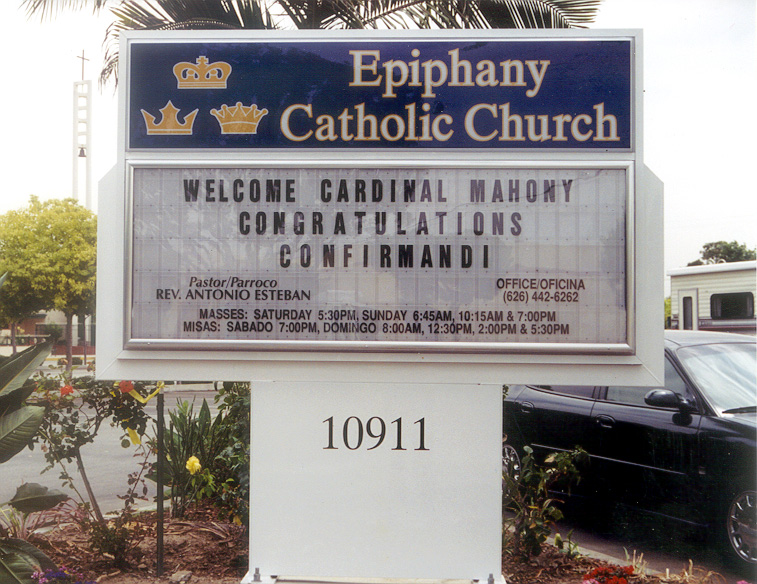 Epiphany
Catholic Church
WELCOME CARDINAL MAHONY
CONGRATULATIONS
CONFIRMANDI
Pastor/Parroco
REV. ANTONIO ESTEBAN
OFFICE/OFICINA
(626) 442-6262
MASSES: SATURDAY 5:30PM, SUNDAY 6:45AM, 10:15AM & 7:00PM
MISAS: SABADO 7:00PM, DOMINGO 8:00AM, 12:30PM, 2:00PM & 5:30PM
10911